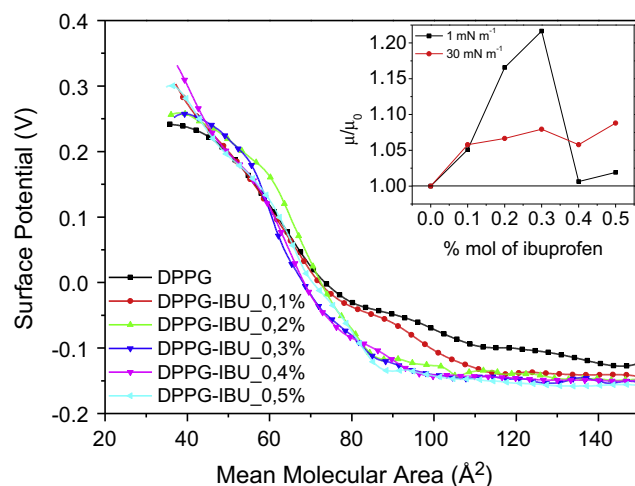 Surface Potential (V)
0.4
0.3
0.2
0.1
0.0
-0.1
-0.2
20 40 60 80 100 120 140
Mean Molecular Area (Å²)
DPPG
DPPG-IBU_0,1%
DPPG-IBU_0,2%
DPPG-IBU_0,3%
DPPG-IBU_0,4%
DPPG-IBU_0,5%
1 mN m⁻¹
30 mN m⁻¹
μ/μ₀
1.20
1.15
1.10
1.05
1.00
0.0 0.1 0.2 0.3 0.4 0.5
% mol of ibuprofen